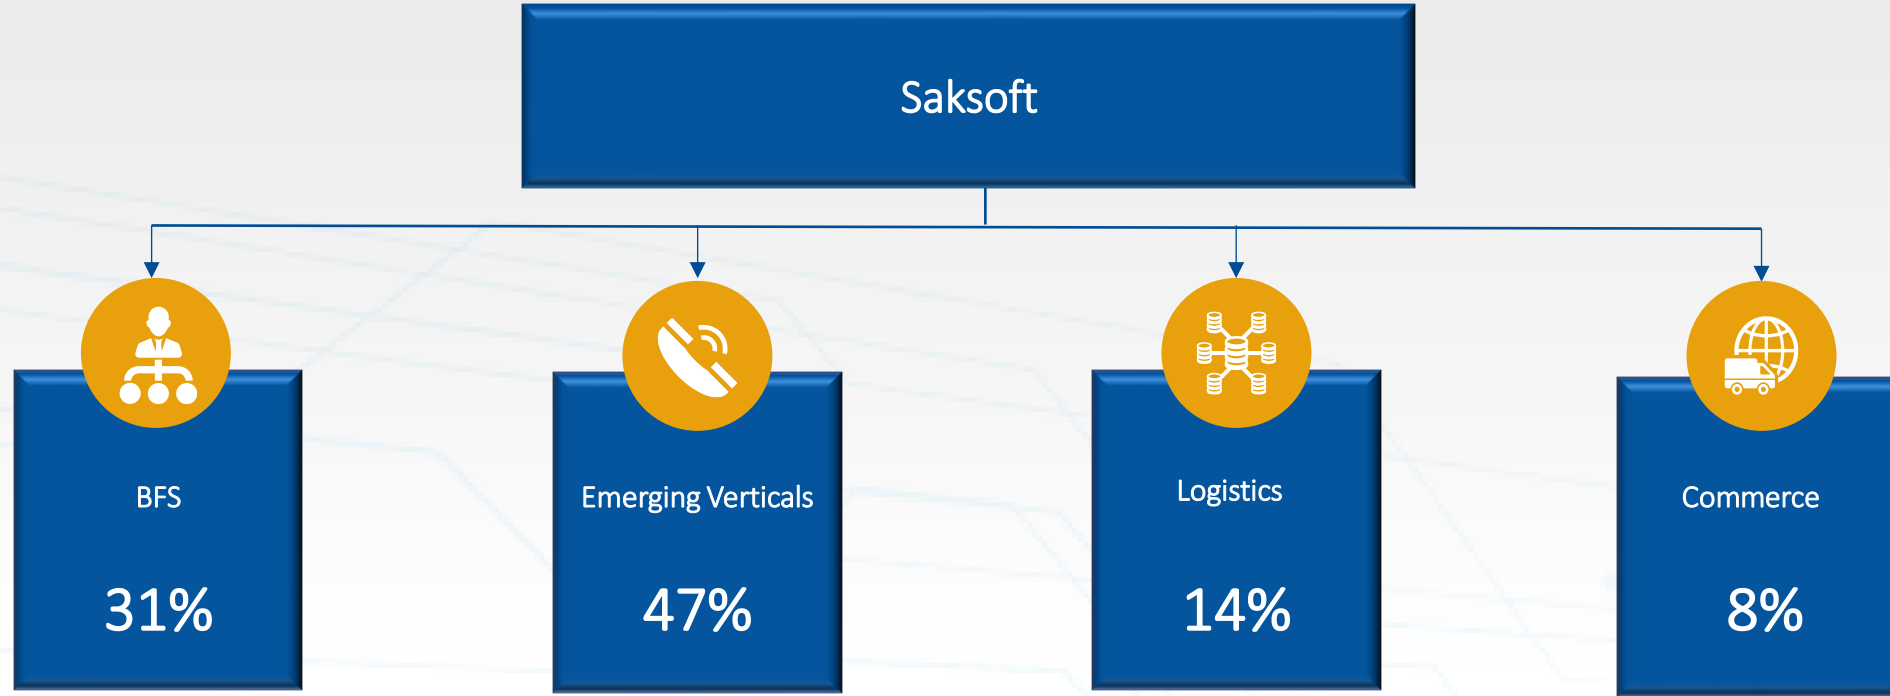 Saksoft
BFS
31%
Emerging Verticals
47%
Logistics
14%
Commerce
8%